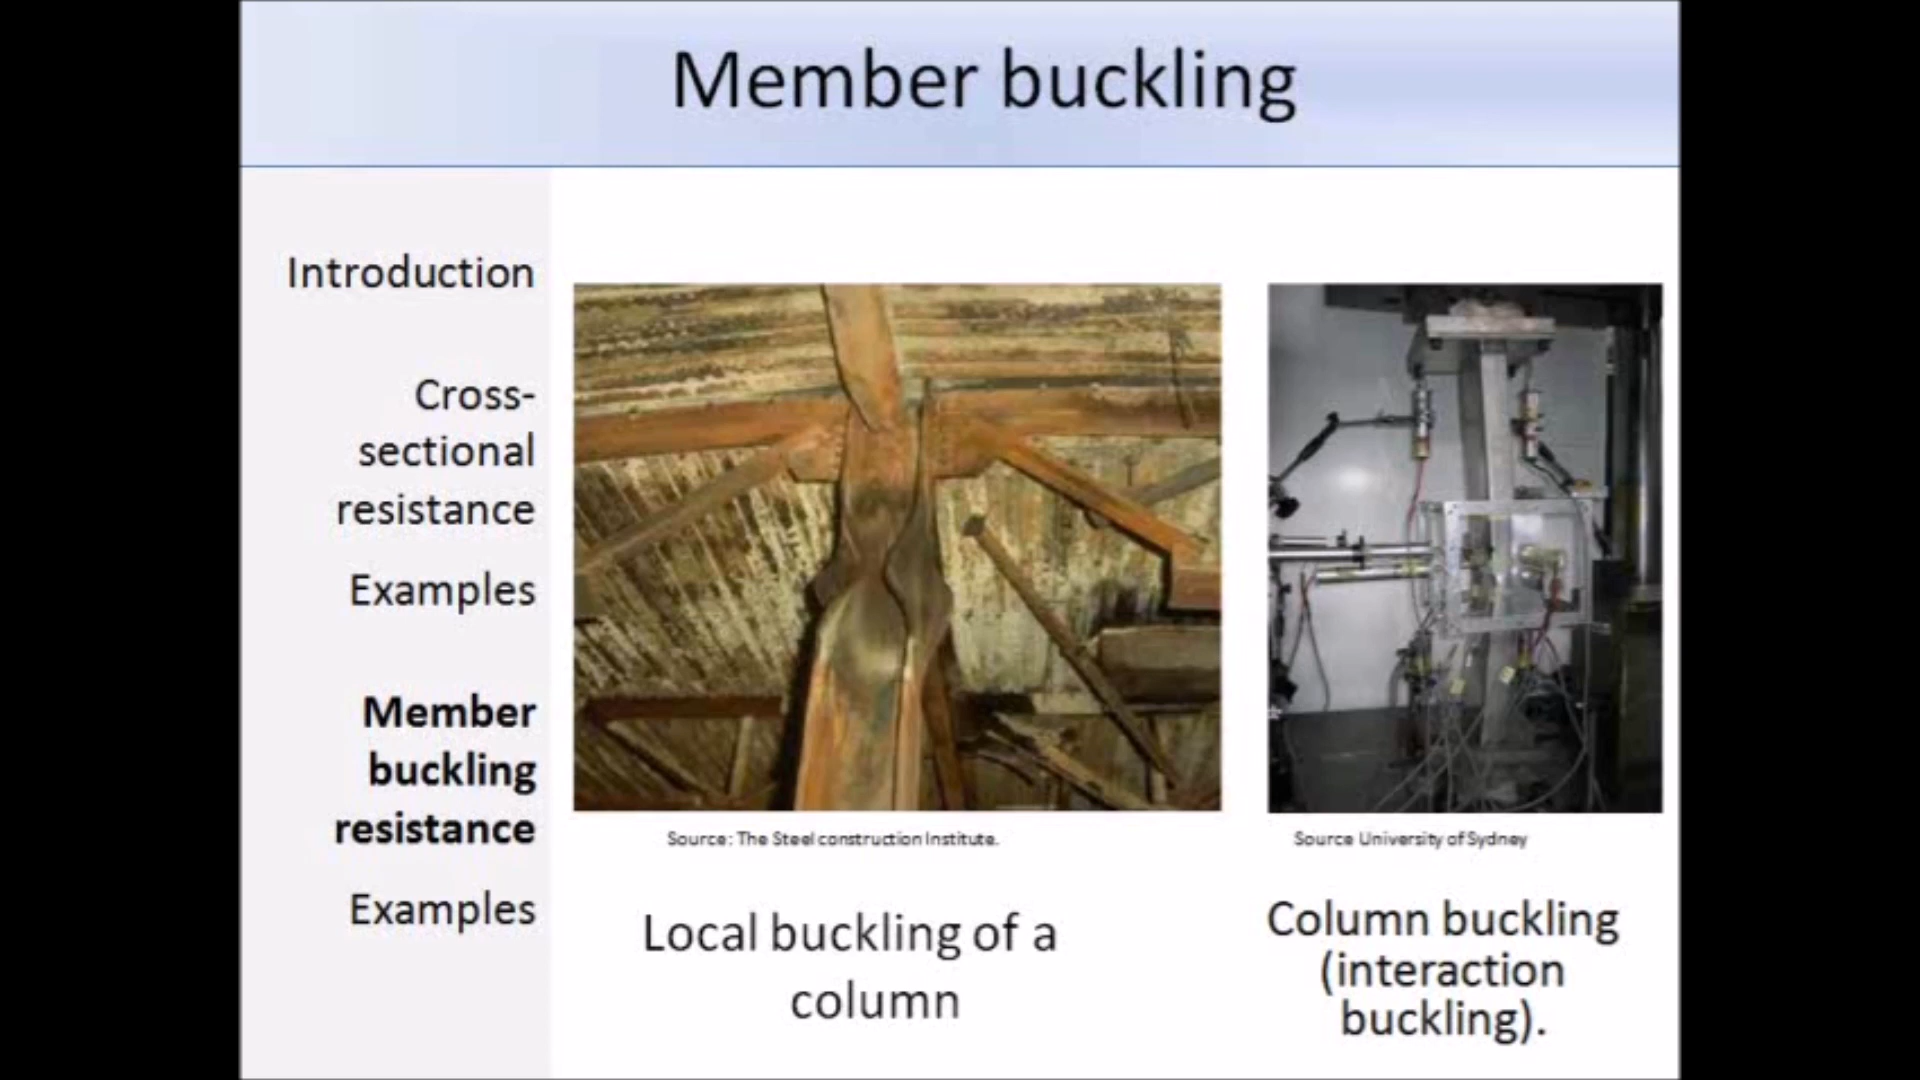 Member buckling
Introduction
Cross-
sectional
resistance
Examples
Member
buckling
resistance
Examples
Source: The Steel construction Institute.
Local buckling of a
column
Source University of Sydney
Column buckling
(interaction
buckling).